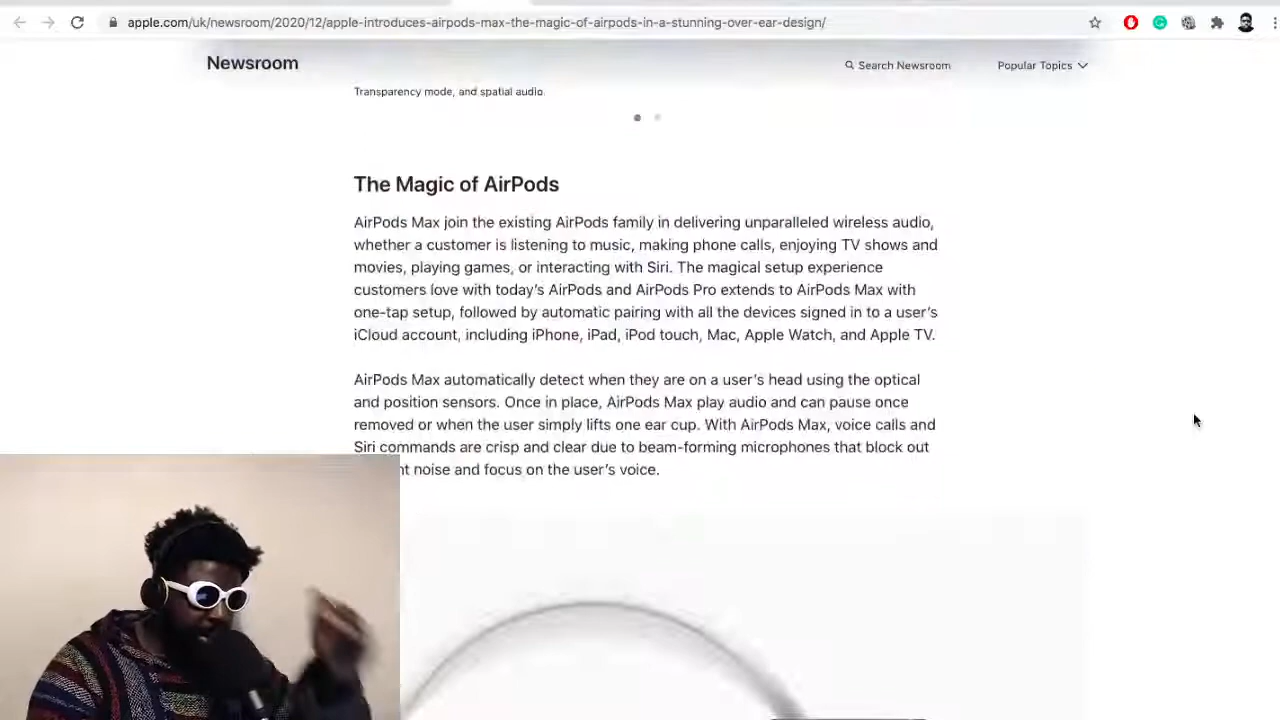 apple.com/uk/newsroom/2020/12/apple-introduces-airpods-max-the-magic-of-airpods-in-a-stunning-over-ear-design/
Newsroom
Search Newsroom
Popular Topics
Transparency mode, and spatial audio.
The Magic of AirPods
AirPods Max join the existing AirPods family in delivering unparalleled wireless audio,
whether a customer is listening to music, making phone calls, enjoying TV shows and
movies, playing games, or interacting with Siri. The magical setup experience
customers love with today’s AirPods and AirPods Pro extends to AirPods Max with
one-tap setup, followed by automatic pairing with all the devices signed in to a user’s
iCloud account, including iPhone, iPad, iPod touch, Mac, Apple Watch, and Apple TV.
AirPods Max automatically detect when they are on a user’s head using the optical
and position sensors. Once in place, AirPods Max play audio and can pause once
removed or when the user simply lifts one ear cup. With AirPods Max, voice calls and
Siri commands are crisp and clear due to beam-forming microphones that block out
noise and focus on the user’s voice.